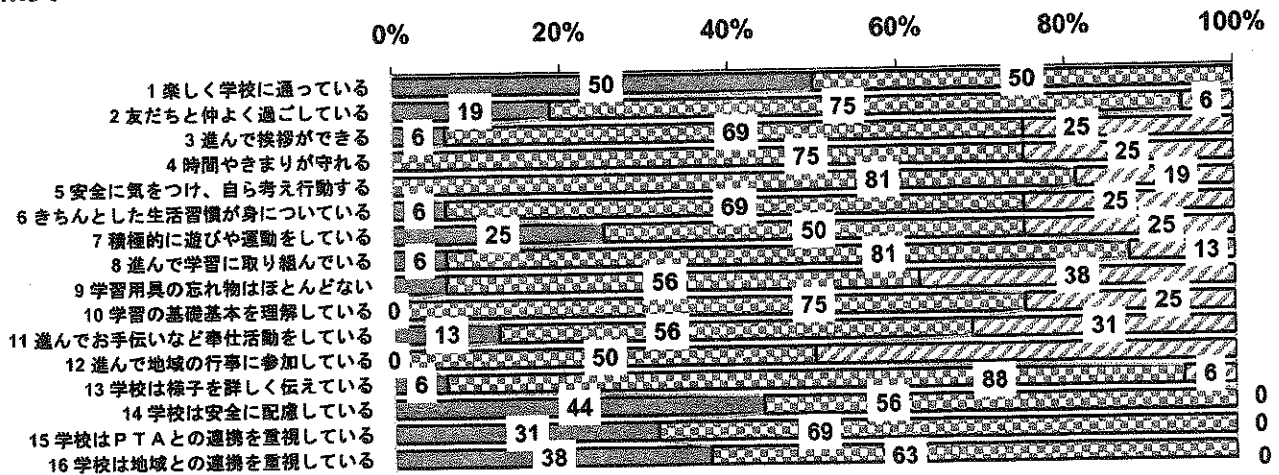 0% 20% 40% 60% 80% 100%
1 楽しく学校に通っている 50 50
2 友だちと仲よく過ごしている 19 75 6
3 進んで挨拶ができる 6 69 25
4 時間やきまりが守れる 75 25
5 安全に気をつけ、自ら考え行動する 81 19
6 きちんとした生活習慣が身についている 6 69 25
7 積極的に遊びや運動をしている 25 50 25
8 進んで学習に取り組んでいる 6 81 13
9 学習用具の忘れ物はほとんどない 56 38
10 学習の基礎基本を理解している 0 75 25
11 進んでお手伝いなど奉仕活動をしている 13 56 31
12 進んで地域の行事に参加している 0 50
13 学校は様子を詳しく伝えている 6 88 6
14 学校は安全に配慮している 44 56 0
15 学校はPTAとの連携を重視している 31 69 0
16 学校は地域との連携を重視している 38 63 0